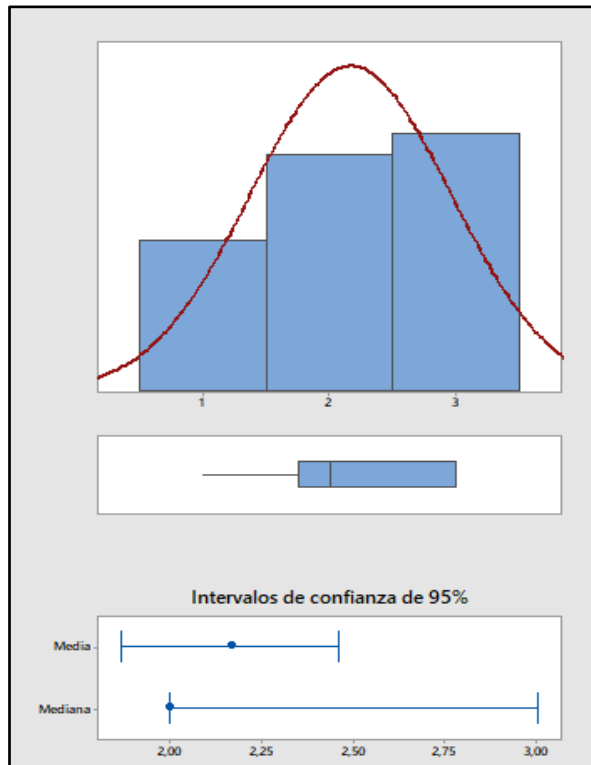 1 2 3
Intervalos de confianza de 95%
Media
Mediana
2,00 2,25 2,50 2,75 3,00